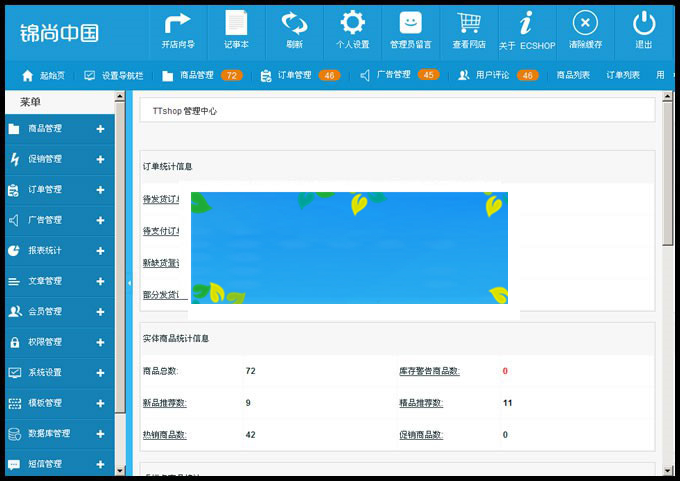 锦尚中国
开店向导
记事本
刷新
个人设置
管理员留言
查看网店
关于 ECSHOP
清除缓存
退出
起始页
设置导航栏
商品管理 72
订单管理 46
广告管理 45
用户评论 46
商品列表
订单列表
用
菜单
商品管理
促销管理
订单管理
广告管理
报表统计
文章管理
会员管理
权限管理
系统设置
模板管理
数据库管理
短信管理
TTshop 管理中心
订单统计信息
待发货订单
待支付订单
新缺货登记
部分发货订
实体商品统计信息
商品总数: 72 库存警告商品数: 0
新品推荐数: 9 精品推荐数: 11
热销商品数: 42 促销商品数: 0